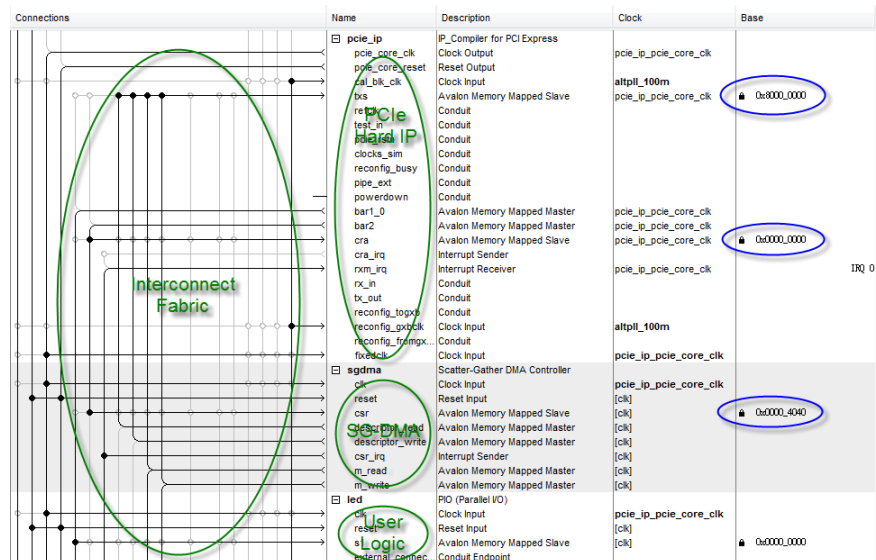 Connections Name Description Clock Base
pcie_ip IP_Compiler for PCI Express
pcie_core_clk Clock Output pcie_ip_pcie_core_clk
pcie_core_reset Reset Output
cal_blk_clk Clock Input altpll_100m
txs Avalon Memory Mapped Slave pcie_ip_pcie_core_clk 0x8000_0000
refclk Conduit
PCIe
test_in Conduit
Hard IP
pcie_rstn Conduit
clocks_sim Conduit
reconfig_busy Conduit
pipe_ext Conduit
powerdown Conduit
bar1_0 Avalon Memory Mapped Master pcie_ip_pcie_core_clk
bar2 Avalon Memory Mapped Master pcie_ip_pcie_core_clk
cra Avalon Memory Mapped Slave pcie_ip_pcie_core_clk 0x0000_0000
cra_irq Interrupt Sender
rxm_irq Interrupt Receiver pcie_ip_pcie_core_clk IRQ 0
rx_in Conduit
Interconnect
Fabric
tx_out Conduit
reconfig_togxb Conduit
reconfig_gxbclk Clock Input altpll_100m
reconfig_fromgx... Conduit
fixedclk Clock Input pcie_ip_pcie_core_clk
sgdma Scatter-Gather DMA Controller
clk Clock Input pcie_ip_pcie_core_clk
reset Reset Input [clk]
csr Avalon Memory Mapped Slave [clk] 0x0000_4040
SG-DMA
descriptor_read Avalon Memory Mapped Master [clk]
descriptor_write Avalon Memory Mapped Master [clk]
csr_irq Interrupt Sender [clk]
m_read Avalon Memory Mapped Master [clk]
m_write Avalon Memory Mapped Master [clk]
led PIO (Parallel I/O)
clk Clock Input pcie_ip_pcie_core_clk
User
Logic
reset Reset Input [clk]
s1 Avalon Memory Mapped Slave [clk] 0x0000_0000
external_connec... Conduit Endpoint